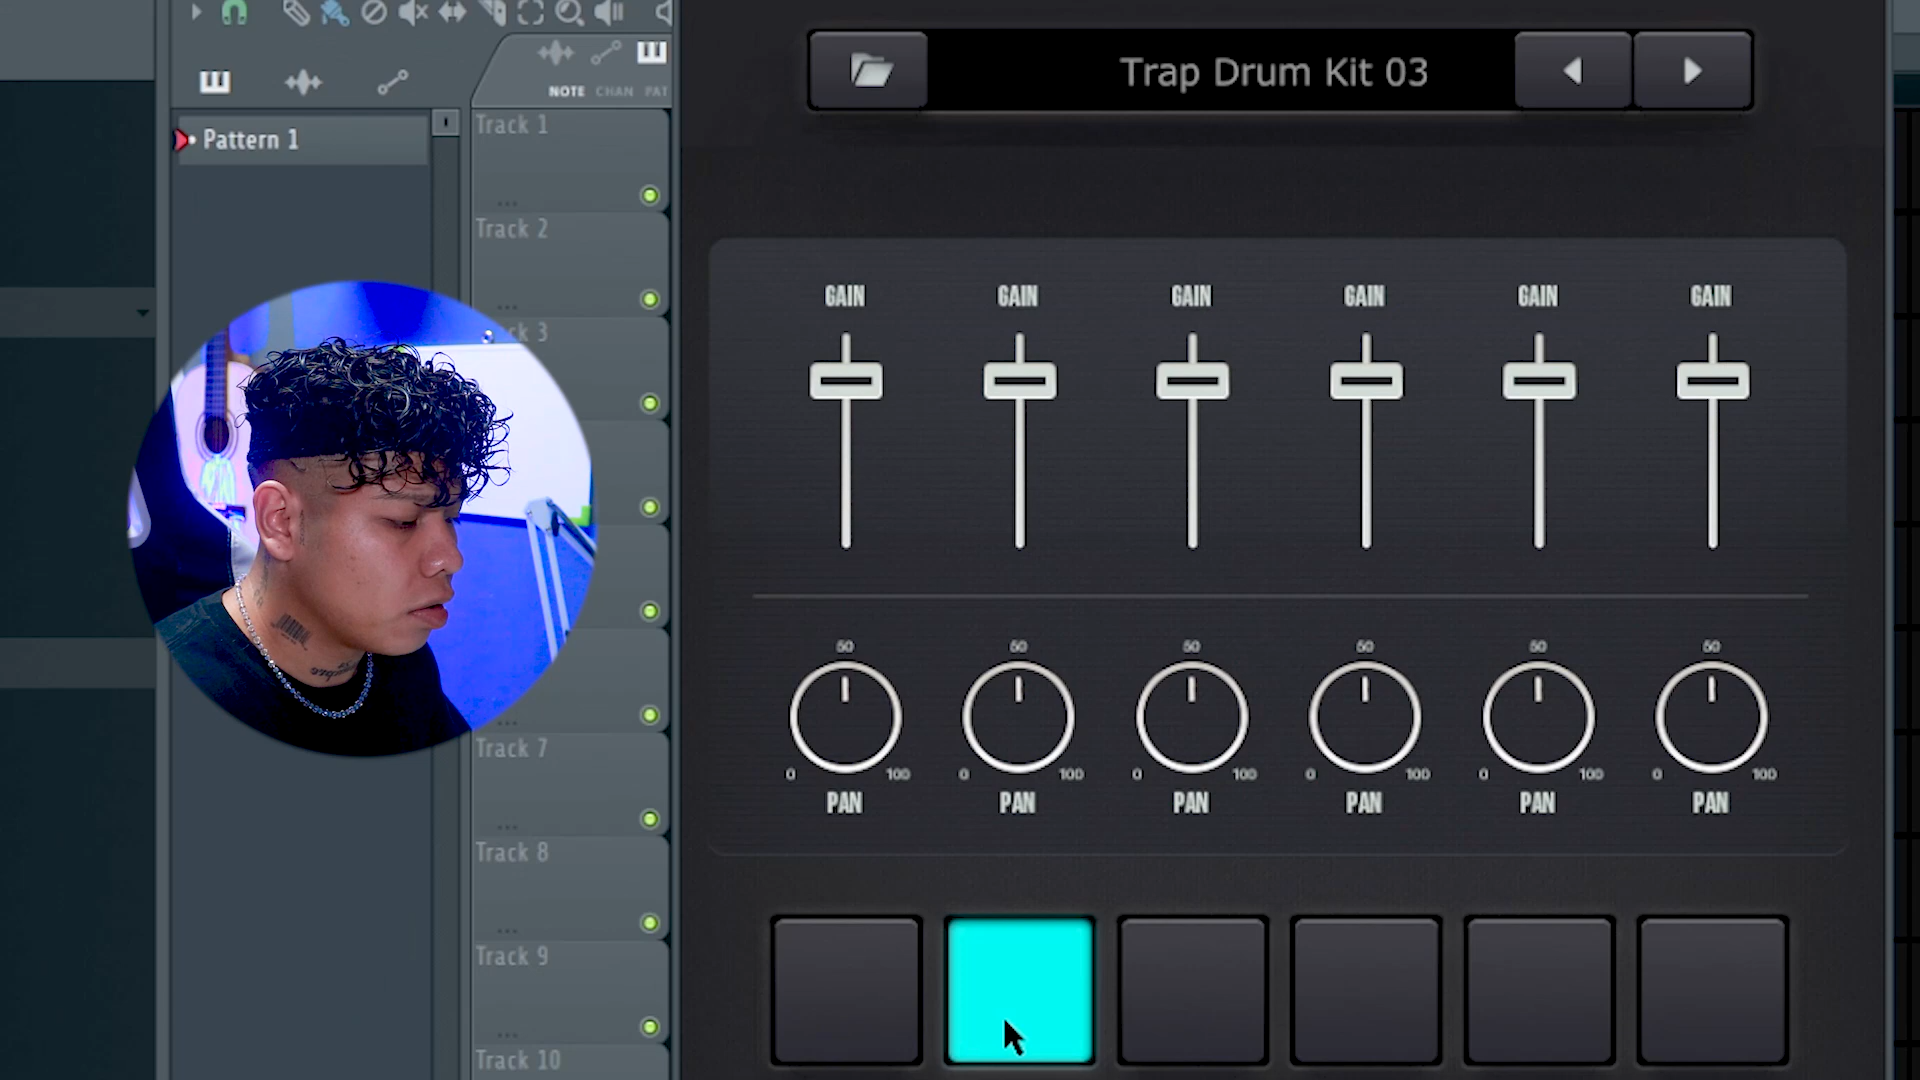 Trap Drum Kit 03
NOTE CHAN PAT
Pattern 1
Track 1
Track 2
ck 3
Track 7
Track 8
Track 9
Track 10
GAIN GAIN GAIN GAIN GAIN GAIN
50 50 50 50 50 50
0 100 0 100 0 100 0 100 0 100 0 100
PAN PAN PAN PAN PAN PAN